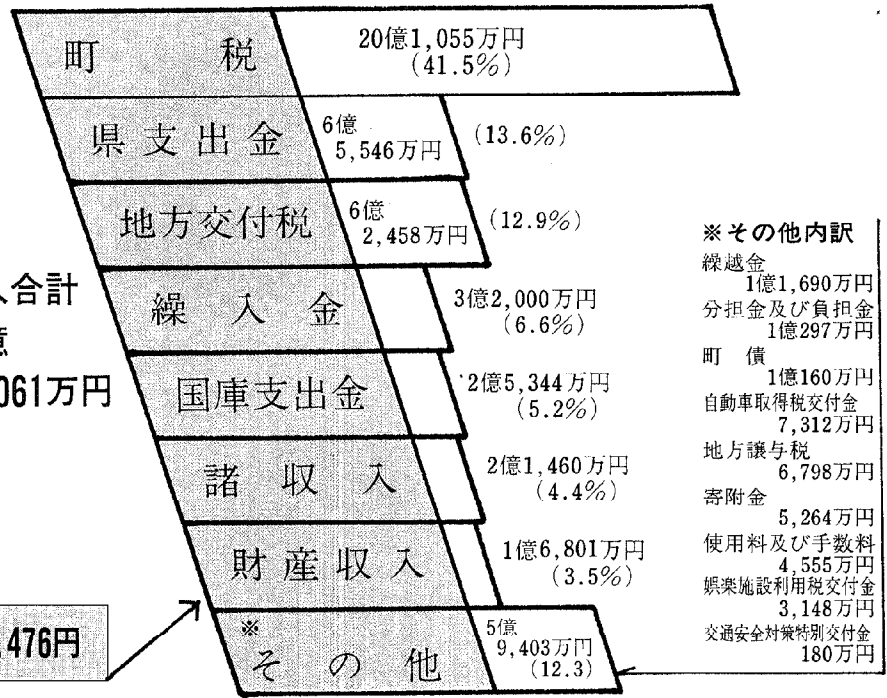 町税
20億1,055万円
(41.5%)
県支出金
6億
5,546万円
(13.6%)
地方交付税
6億
2,458万円
(12.9%)
繰入金
3億2,000万円
(6.6%)
国庫支出金
2億5,344万円
(5.2%)
諸収入
2億1,460万円
(4.4%)
財産収入
1億6,801万円
(3.5%)
※
その他
5億
9,403万円
(12.3)
合計
061万円
476円
※その他内訳
繰越金
1億1,690万円
分担金及び負担金
1億297万円
町債
1億160万円
自動車取得税交付金
7,312万円
地方譲与税
6,798万円
寄附金
5,264万円
使用料及び手数料
4,555万円
娯楽施設利用税交付金
3,148万円
交通安全対策特別交付金
180万円